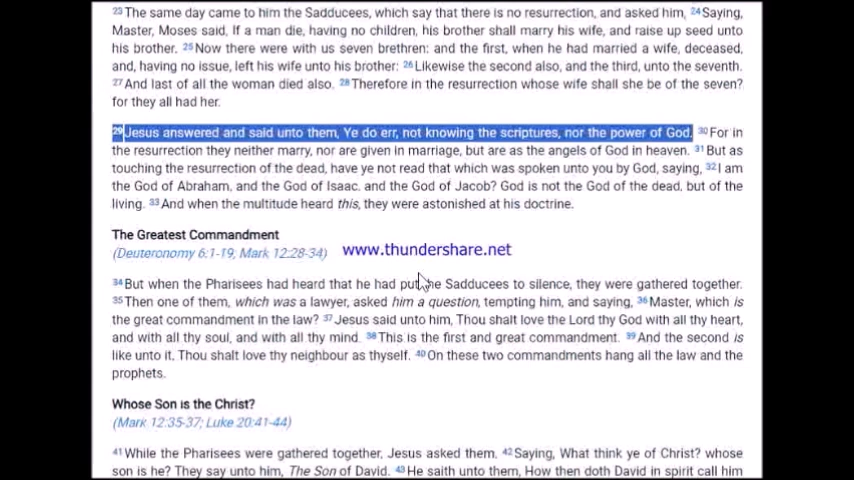 23 The same day came to him the Sadducees, which say that there is no resurrection, and asked him, 24 Saying,
Master, Moses said, If a man die, having no children, his brother shall marry his wife, and raise up seed unto
his brother. 25 Now there were with us seven brethren: and the first, when he had married a wife, deceased,
and, having no issue, left his wife unto his brother: 26 Likewise the second also, and the third, unto the seventh.
27 And last of all the woman died also. 28 Therefore in the resurrection whose wife shall she be of the seven?
for they all had her.
29 Jesus answered and said unto them, Ye do err, not knowing the scriptures, nor the power of God. 30 For in
the resurrection they neither marry, nor are given in marriage, but are as the angels of God in heaven. 31 But as
touching the resurrection of the dead, have ye not read that which was spoken unto you by God, saying, 32 I am
the God of Abraham, and the God of Isaac, and the God of Jacob? God is not the God of the dead, but of the
living. 33 And when the multitude heard this, they were astonished at his doctrine.
The Greatest Commandment
(Deuteronomy 6:1-19; Mark 12:28-34)
www.thundershare.net
34 But when the Pharisees had heard that he had put the Sadducees to silence, they were gathered together.
35 Then one of them, which was a lawyer, asked him a question, tempting him, and saying, 36 Master, which is
the great commandment in the law? 37 Jesus said unto him, Thou shalt love the Lord thy God with all thy heart,
and with all thy soul, and with all thy mind. 38 This is the first and great commandment. 39 And the second is
like unto it, Thou shalt love thy neighbour as thyself. 40 On these two commandments hang all the law and the
prophets.
Whose Son is the Christ?
(Mark 12:35-37; Luke 20:41-44)
41 While the Pharisees were gathered together, Jesus asked them, 42 Saying, What think ye of Christ? whose
son is he? They say unto him, The Son of David. 43 He saith unto them, How then doth David in spirit call him